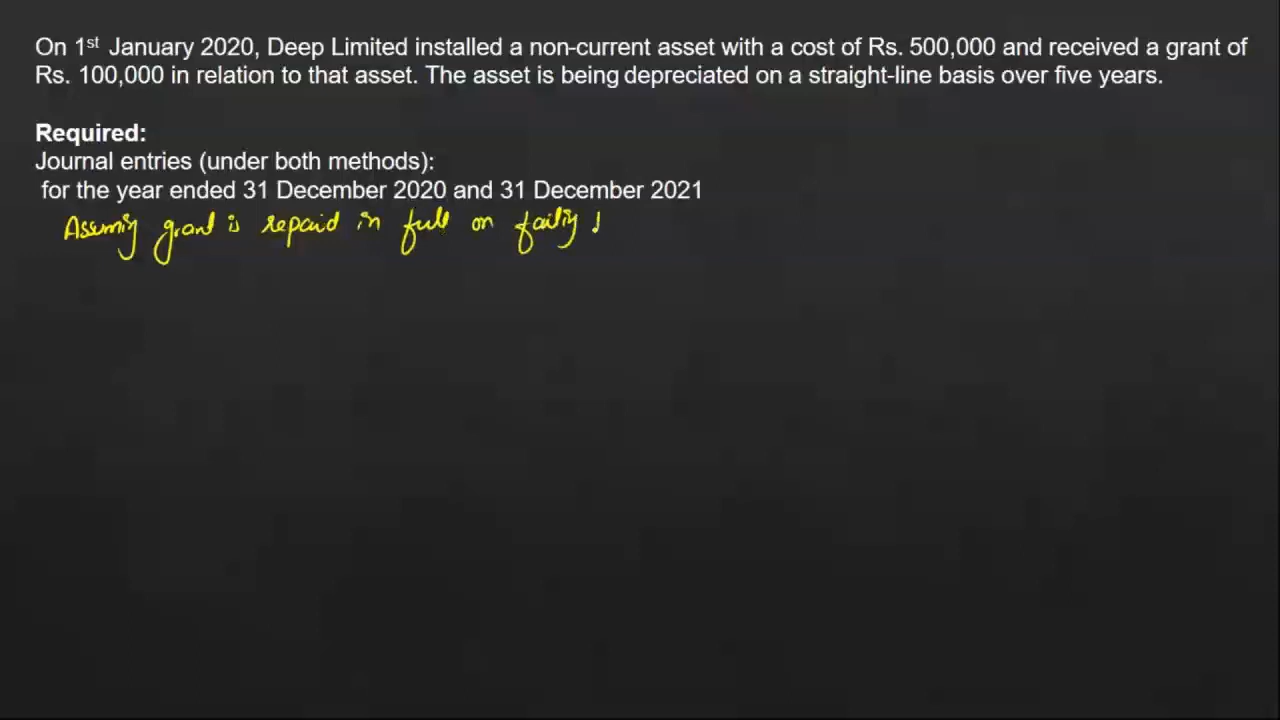 On 1st January 2020, Deep Limited installed a non-current asset with a cost of Rs. 500,000 and received a grant of
Rs. 100,000 in relation to that asset. The asset is being depreciated on a straight-line basis over five years.
Required:
Journal entries (under both methods):
for the year ended 31 December 2020 and 31 December 2021
Assuming grant is repaid in full on